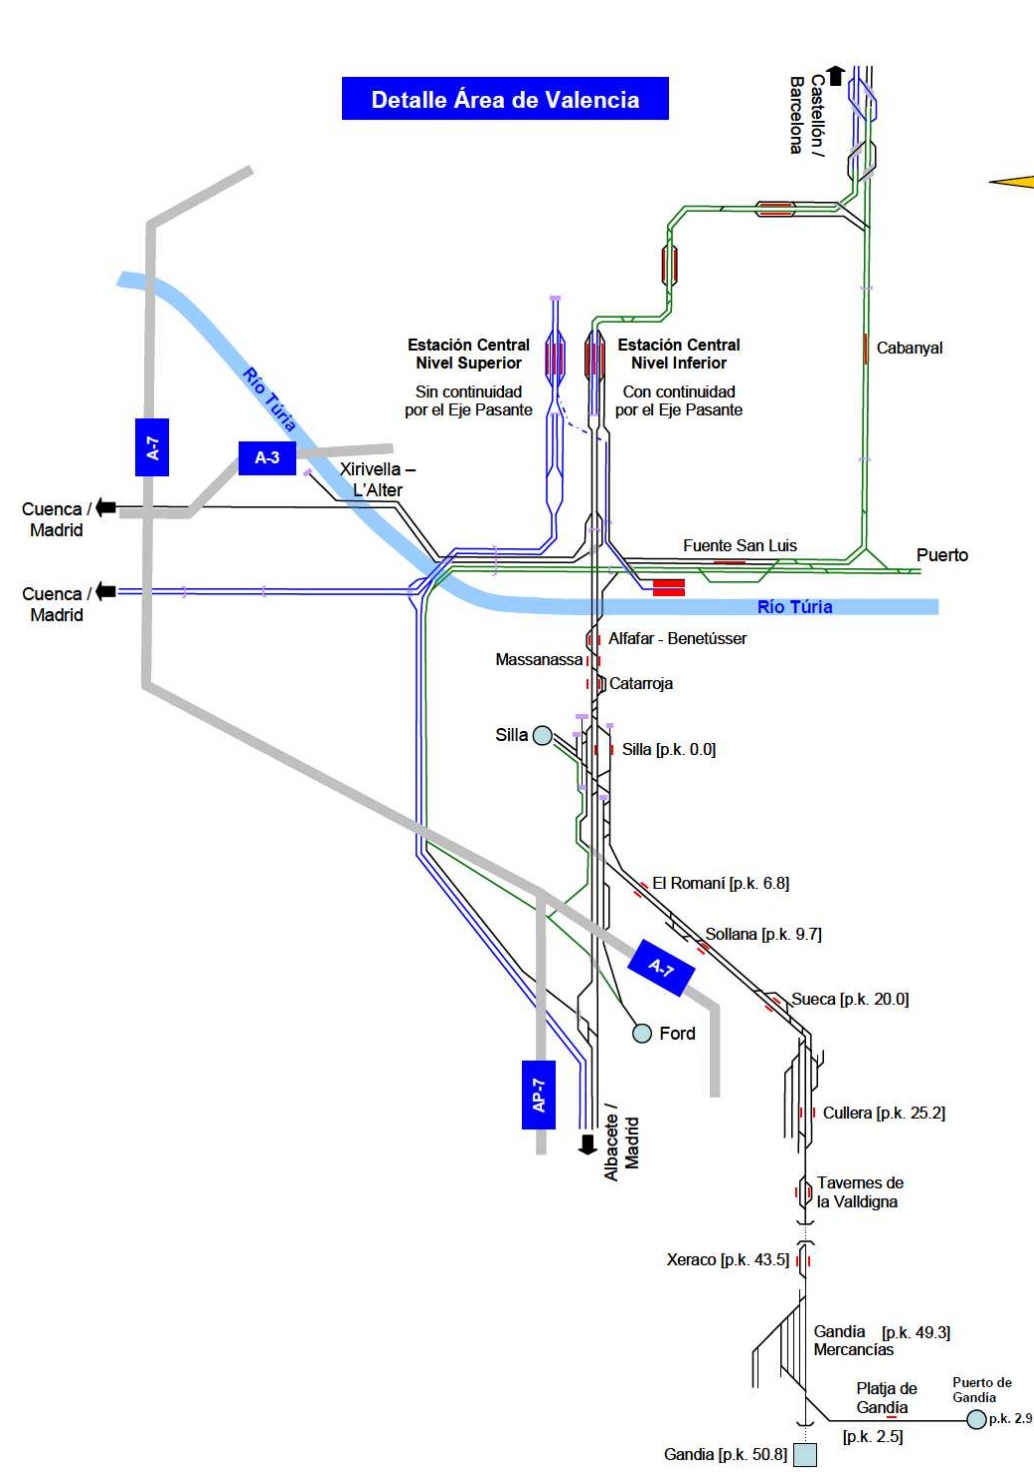 Detalle Área de Valencia
Castellón /
Barcelona
Estación Central
Nivel Superior
Sin continuidad
por el Eje Pasante
Estación Central
Nivel Inferior
Con continuidad
por el Eje Pasante
Cabanyal
Río Túria
A-7
A-3
Xirivella –
L'Alter
Cuenca /
Madrid
Fuente San Luis
Puerto
Cuenca /
Madrid
Río Túria
Alfafar - Benetússer
Massanassa
Catarroja
Silla
Silla [p.k. 0.0)
El Romaní [p.k. 6.8]
Sollana [p.k. 9.7]
A-7
Sueca [p.k. 20.0]
Ford
AP-7
Albacete /
Madrid
Cullera [p.k. 25.2]
Tavernes de
la Valldigna
Xeraco [p.k. 43.5]
Gandía [p.k. 49.3]
Mercancías
Platja de
Gandía
Puerto de
Gandía
p.k. 2.9
[p.k. 2.5]
Gandia [p.k. 50.8]